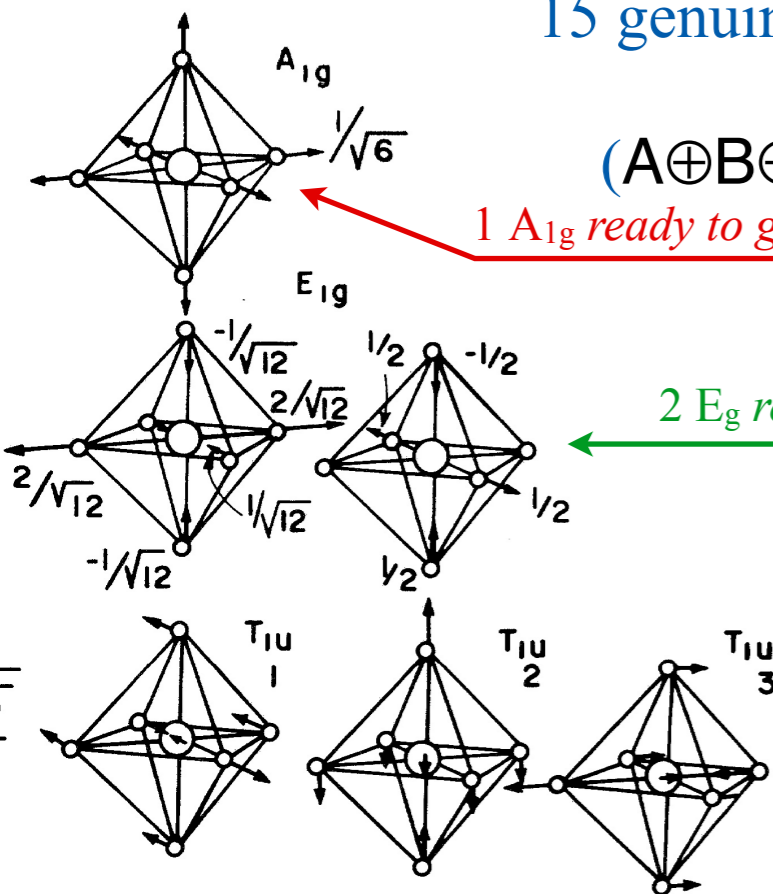 15 genuin
A1g
1/√6
(A⊕B⊕
1 A1g ready to g
E1g
-1/√12
2/√12
2/√12
1/√12
-1/√12
1/2
-1/2
1/2
1/2
2 Eg re
T1u
1
T1u
2
T1u
3